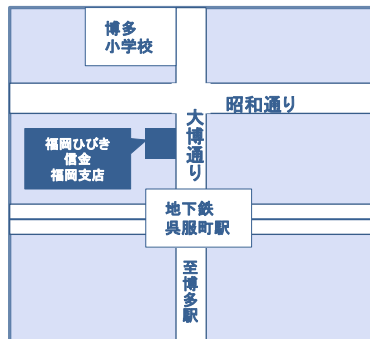 博多
小学校
昭和通り
大博通り
福岡ひびき
信金
福岡支店
地下鉄
呉服町駅
至博多駅